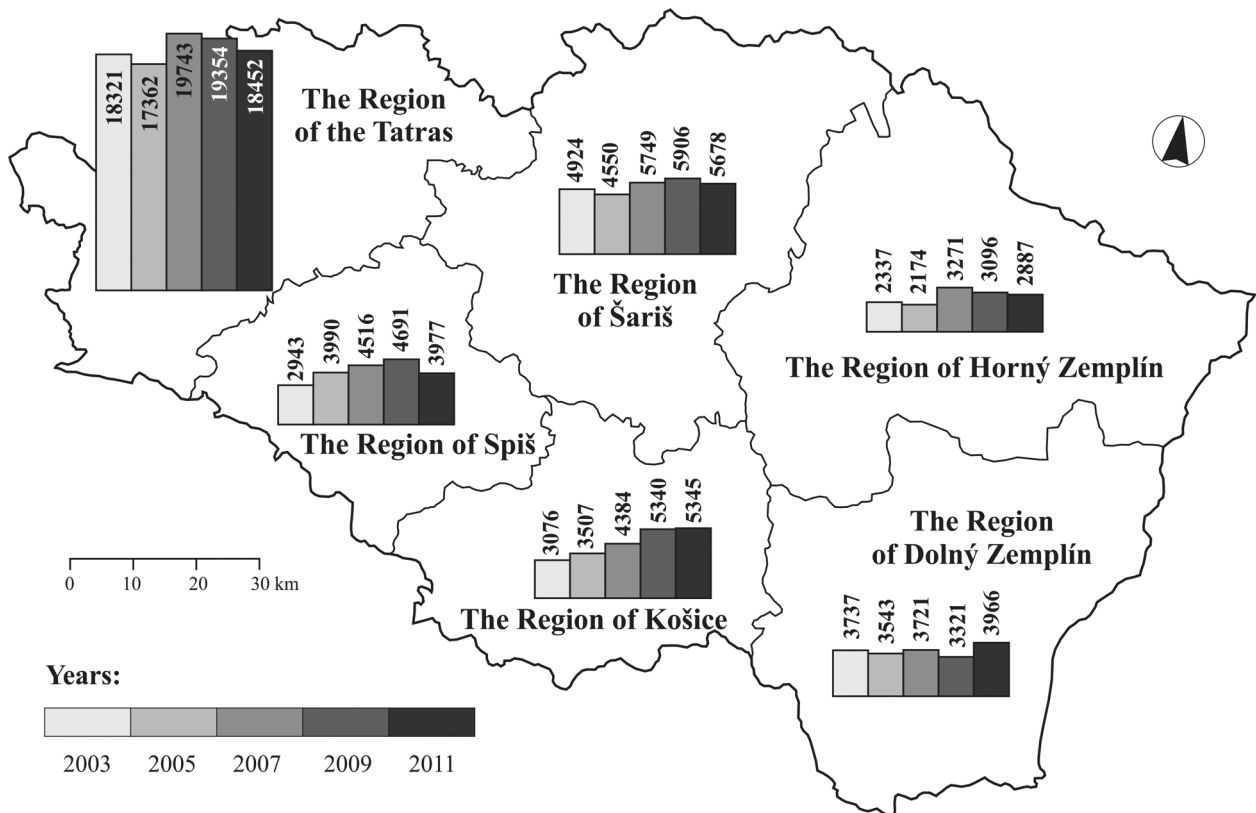 18321
17362
19743
19354
18452
The Region
of the Tatras
4924
4550
5749
5906
5678
The Region
of Šariš
2337
2174
3271
3096
2887
The Region of Horný Zemplín
2943
3990
4516
4691
3977
The Region of Spiš
3076
3507
4384
5340
5345
The Region of Košice
The Region
of Dolný Zemplín
3737
3543
3721
3321
3966
0 10 20 30 km
Years:
2003 2005 2007 2009 2011